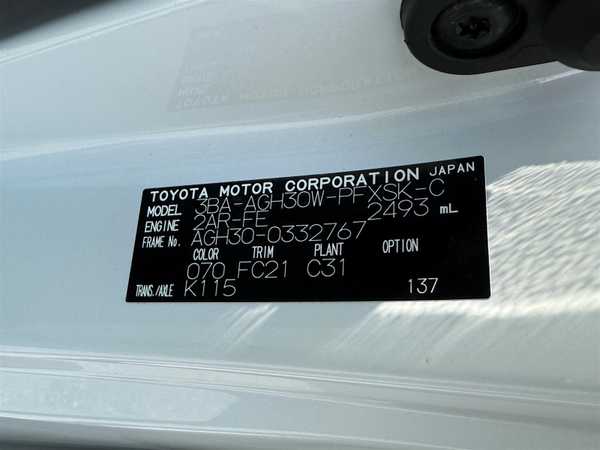 TOYOTA MOTOR CORPORATION JAPAN
MODEL 3BA-AGH30W-PFXSK-C
ENGINE 2AR-FE 2493 mL
FRAME No. AGH30-0332767
COLOR TRIM PLANT OPTION
070 FC21 C31
TRANS./AXLE K115 137